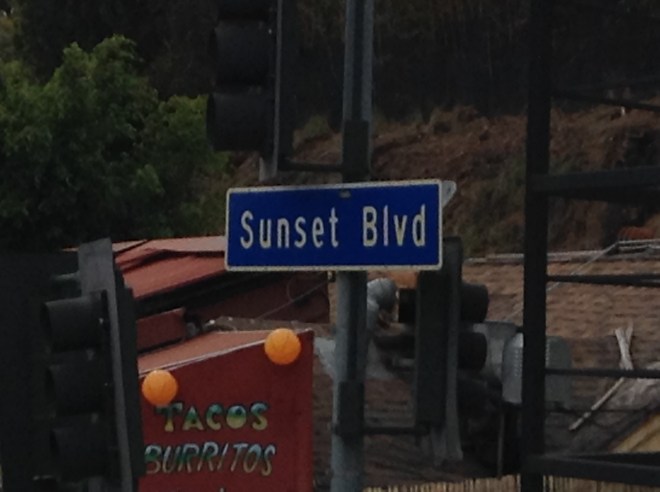 Sunset Blvd
TACOS
BURRITOS